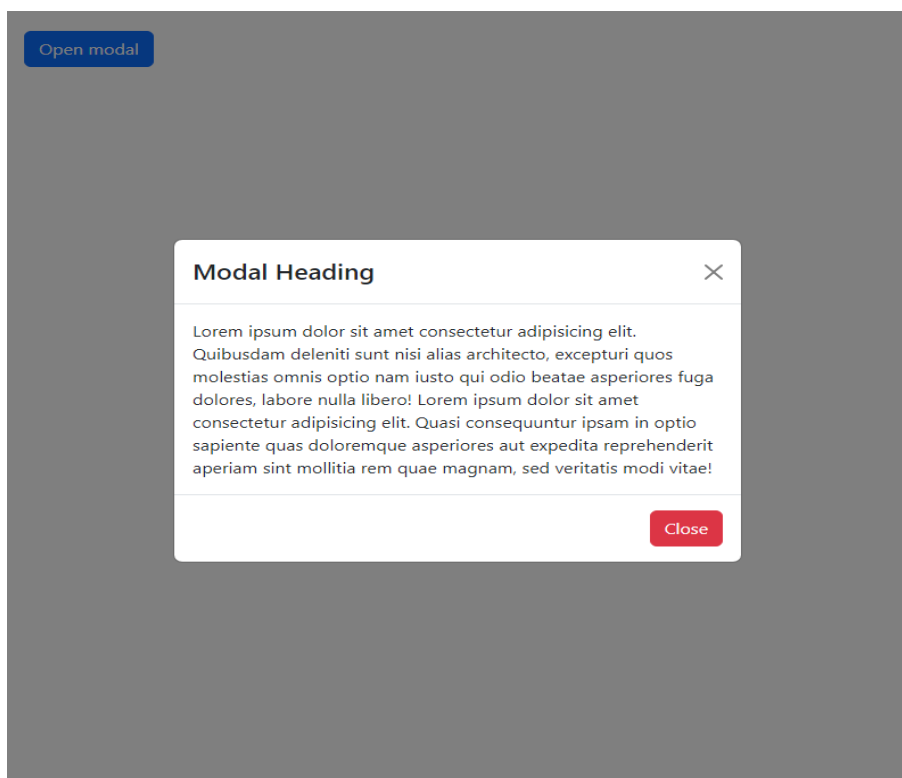 Open modal
Modal Heading
Lorem ipsum dolor sit amet consectetur adipisicing elit.
Quibusdam deleniti sunt nisi alias architecto, excepturi quos
molestias omnis optio nam iusto qui odio beatae asperiores fuga
dolores, labore nulla libero! Lorem ipsum dolor sit amet
consectetur adipisicing elit. Quasi consequuntur ipsam in optio
sapiente quas doloremque asperiores aut expedita reprehenderit
aperiam sint mollitia rem quae magnam, sed veritatis modi vitae!
Close